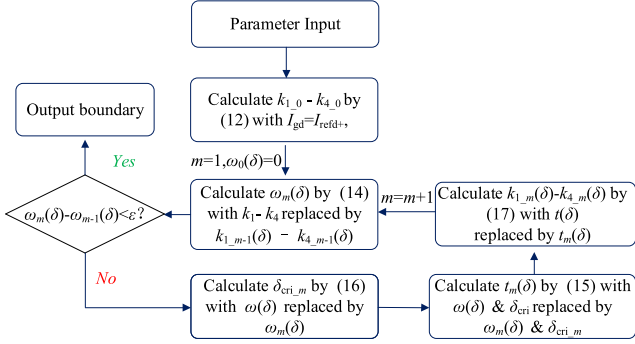 Parameter Input
Calculate k1_0 - k4_0 by
(12) with Igd=Irefd+,
m=1,ω0(δ)=0
Calculate ωm(δ) by (14)
with k1- k4 replaced by
k1_m-1(δ) - k4_m-1(δ)
ωm(δ)-ωm-1(δ)<ε?
Yes
Output boundary
No
Calculate δcri_m by (16)
with ω(δ) replaced by
ωm(δ)
Calculate tm(δ) by (15) with
ω(δ) & δcri replaced by
ωm(δ) & δcri_m
Calculate k1_m(δ)-k4_m(δ) by
(17) with t(δ)
replaced by tm(δ)
m=m+1